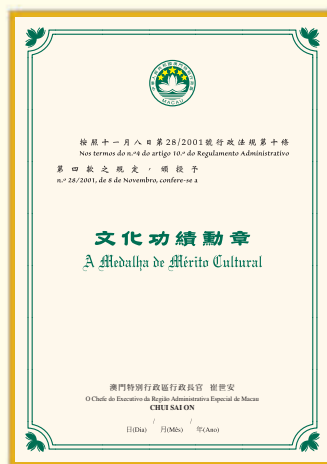 MACAU
按照十一月八日第28/2001號行政法規第十條
Nos termos do n.º4 do artigo 10.º do Regulamento Administrativo
第四款之規定，頒授予
n.º 28/2001, de 8 de Novembro, confere-se a
文化功績勳章
A Medalha de Mérito Cultural
澳門特別行政區行政長官 崔世安
O Chefe do Executivo da Região Administrativa Especial de Macau
CHUI SAI ON
/ /
日(Dia) 月(Mês) 年(Ano)